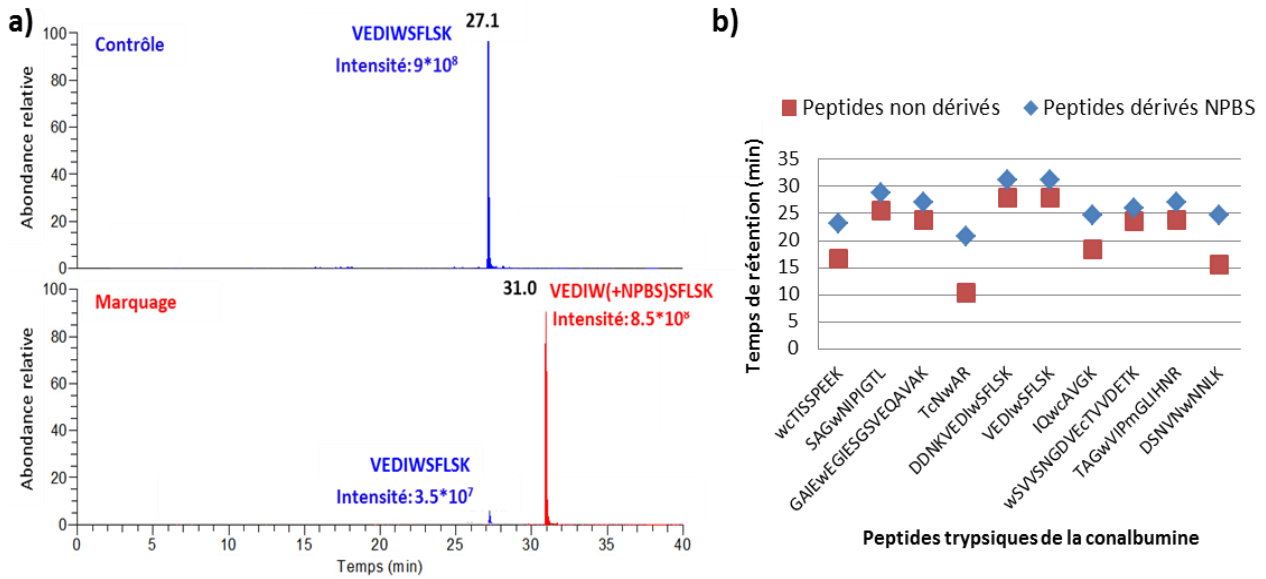 a)
Contrôle
VEDIWSFLSK
Intensité: 9*10⁸
27.1
Abondance relative
100
80
60
40
20
0
Marquage
31.0
VEDIW(+NPBS)SFLSK
Intensité: 8.5*10⁸
VEDIWSFLSK
Intensité: 3.5*10⁷
Abondance relative
100
80
60
40
20
0
0 5 10 15 20 25 30 35 40
Temps (min)
b)
Peptides non dérivés
Peptides dérivés NPBS
Temps de rétention (min)
35
30
25
20
15
10
5
0
wcTISSPEEK
SAGwNIPIGTL
GAIEwEGIESGSVEQAVAK
TcNwAR
DDNKVEDIwSFLSK
VEDIwSFLSK
IQwcAVGK
wSVVSNGDVEcTVVDETK
TAGwVIPmGLIHNR
DSNVNwNNLK
Peptides trypsiques de la conalbumine